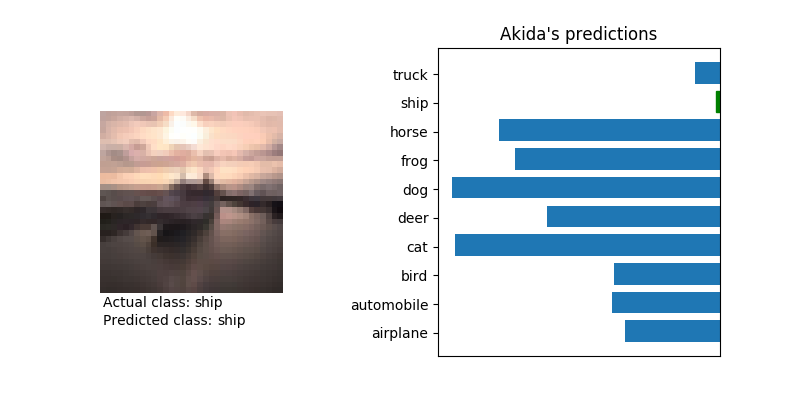 Akida's predictions
truck
ship
horse
frog
dog
deer
cat
bird
automobile
airplane
Actual class: ship
Predicted class: ship